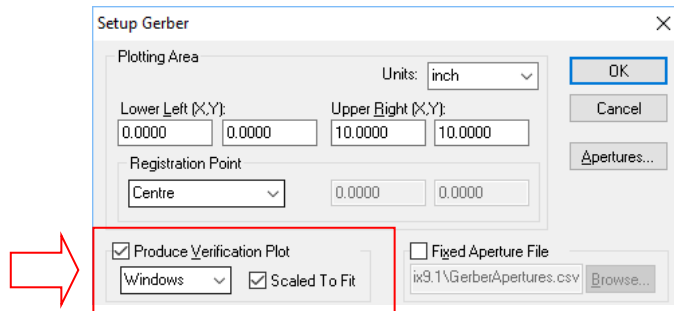 Setup Gerber
Plotting Area
Units: inch
OK
Lower Left (X,Y):
Upper Right (X,Y):
Cancel
0.0000 0.0000 10.0000 10.0000
Registration Point
Apertures...
Centre 0.0000 0.0000
Produce Verification Plot
Fixed Aperture File
Windows Scaled To Fit
ix9.1\GerberApertures.csv Browse...